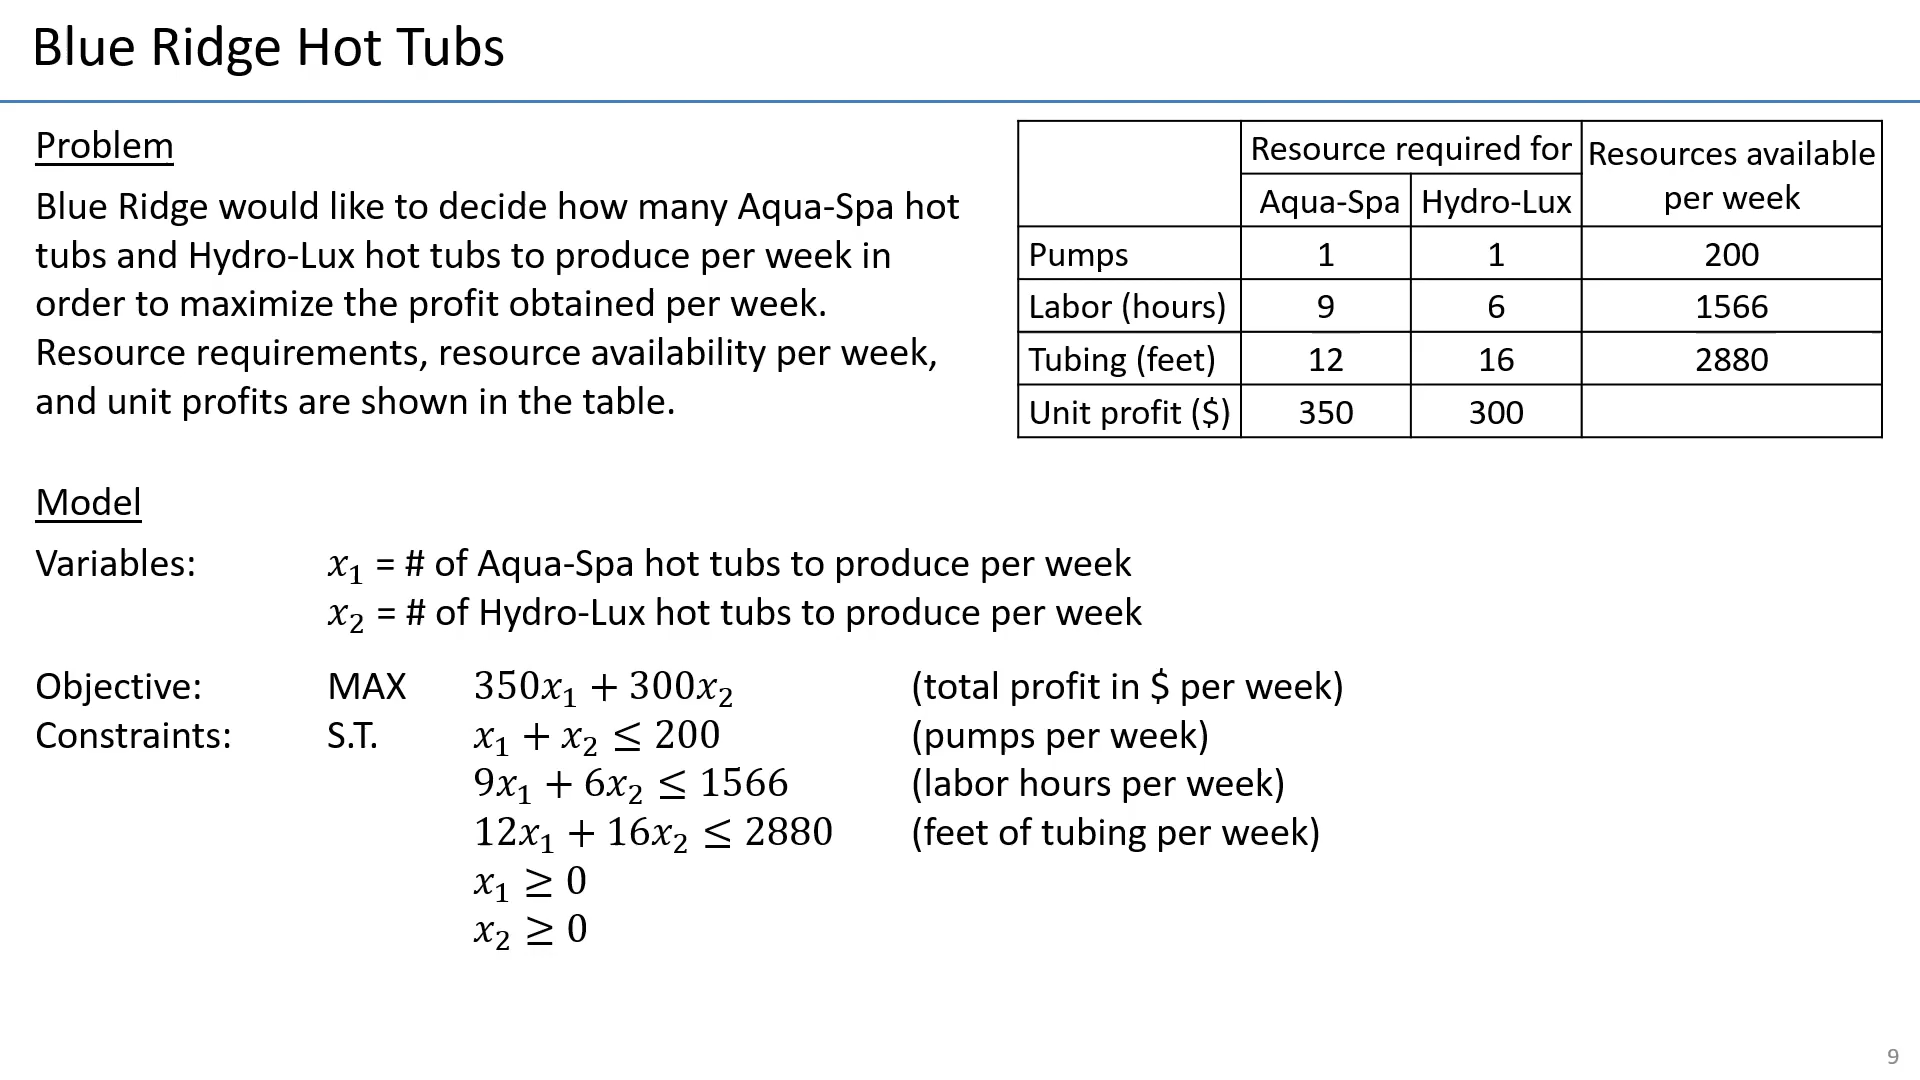 Blue Ridge Hot Tubs
Problem
Blue Ridge would like to decide how many Aqua-Spa hot
tubs and Hydro-Lux hot tubs to produce per week in
order to maximize the profit obtained per week.
Resource requirements, resource availability per week,
and unit profits are shown in the table.
Resource required for Resources available
per week
Aqua-Spa Hydro-Lux
Pumps 1 1 200
Labor (hours) 9 6 1566
Tubing (feet) 12 16 2880
Unit profit ($) 350 300
Model
Variables: x₁ = # of Aqua-Spa hot tubs to produce per week
x₂ = # of Hydro-Lux hot tubs to produce per week
Objective: MAX 350x₁ + 300x₂ (total profit in $ per week)
Constraints: S.T. x₁ + x₂ ≤ 200 (pumps per week)
9x₁ + 6x₂ ≤ 1566 (labor hours per week)
12x₁ + 16x₂ ≤ 2880 (feet of tubing per week)
x₁ ≥ 0
x₂ ≥ 0
9